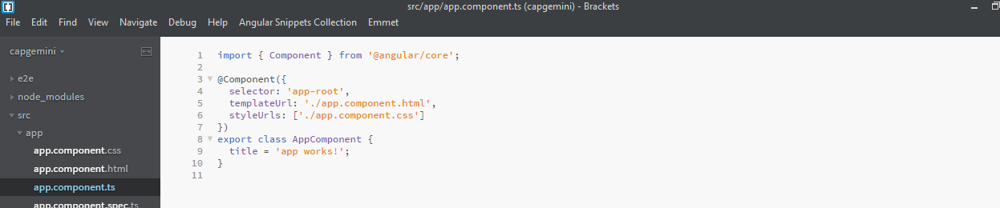 src/app/app.component.ts (capgemini) - Brackets
File Edit Find View Navigate Debug Help Angular Snippets Collection Emmet
capgemini
e2e
node_modules
src
app
app.component.css
app.component.html
app.component.ts
app.component.spec.ts
1 import { Component } from '@angular/core';
2
3 @Component({
4   selector: 'app-root',
5   templateUrl: './app.component.html',
6   styleUrls: ['./app.component.css']
7 })
8 export class AppComponent {
9   title = 'app works!';
10 }
11